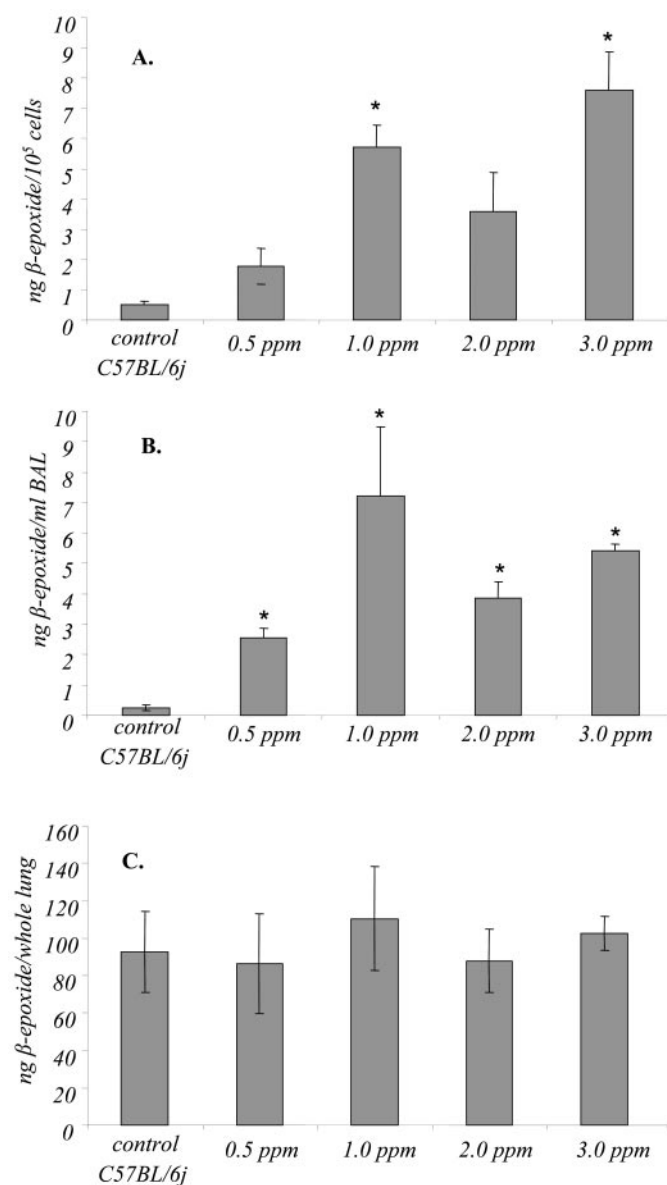 10
9
8
7
6
5
4
3
2
1
0
ng β-epoxide/10⁵ cells
A.
*
*
control
C57BL/6j
0.5 ppm
1.0 ppm
2.0 ppm
3.0 ppm
10
9
8
7
6
5
4
3
2
1
0
ng β-epoxide/ml BAL
B.
*
*
*
*
control
C57BL/6j
0.5 ppm
1.0 ppm
2.0 ppm
3.0 ppm
160
140
120
100
80
60
40
20
0
ng β-epoxide/whole lung
C.
control
C57BL/6j
0.5 ppm
1.0 ppm
2.0 ppm
3.0 ppm